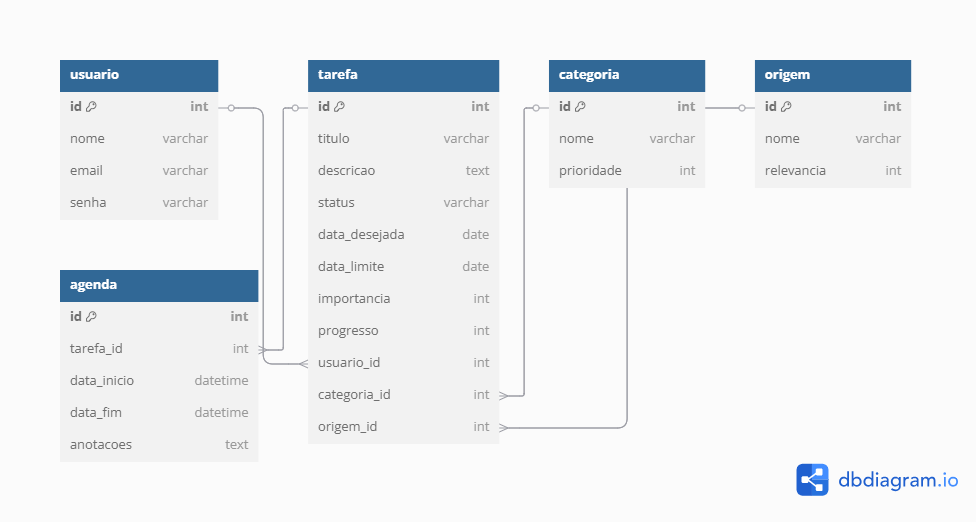 usuario
id int
nome varchar
email varchar
senha varchar
agenda
id int
tarefa_id int
data_inicio datetime
data_fim datetime
anotacoes text
tarefa
id int
titulo varchar
descricao text
status varchar
data_desejada date
data_limite date
importancia int
progresso int
usuario_id int
categoria_id int
origem_id int
categoria
id int
nome varchar
prioridade int
origem
id int
nome varchar
relevancia int
dbdiagram.io